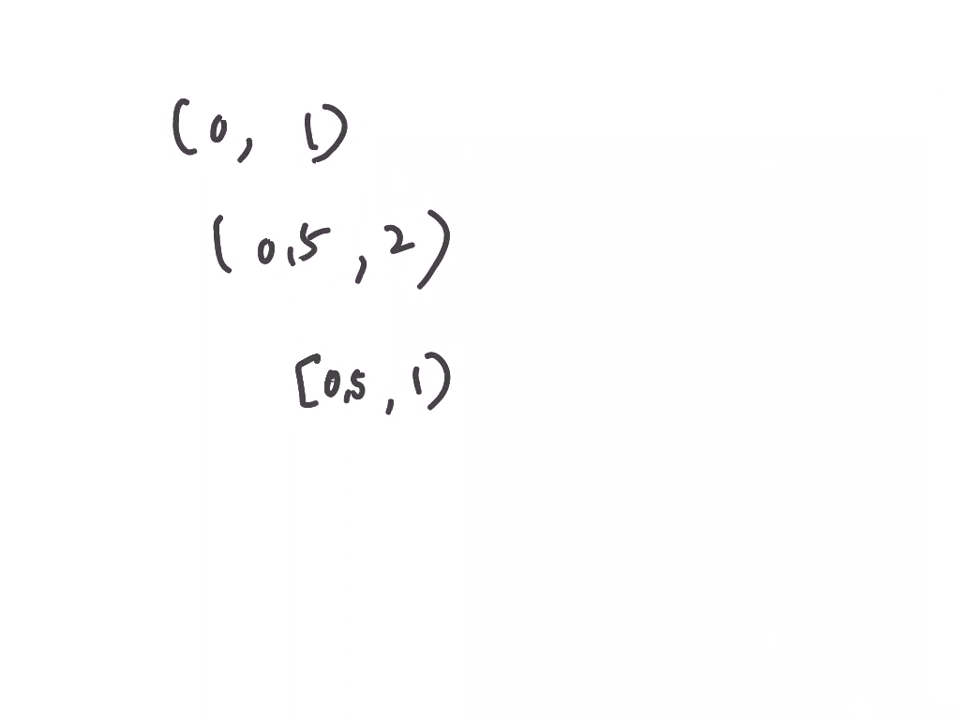 (0, 1)
(0,5 , 2)
[0,5 , 1)